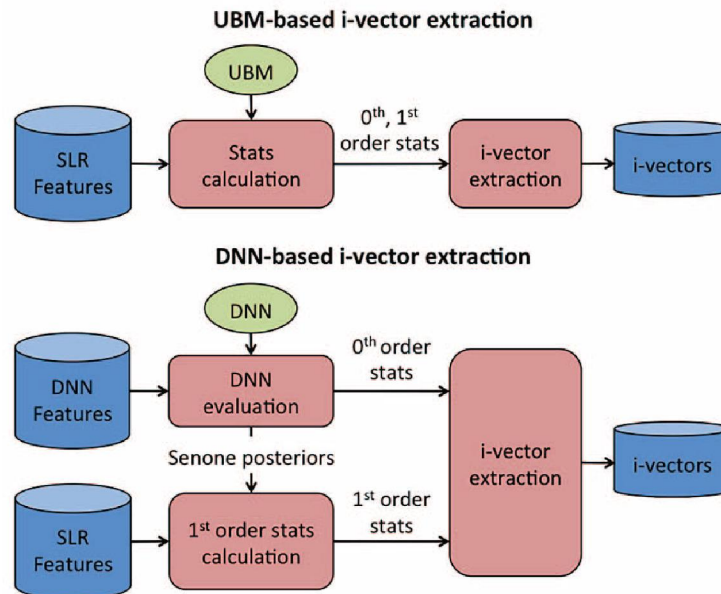 UBM-based i-vector extraction
UBM
SLR
Features
Stats
calculation
0th, 1st
order stats
i-vector
extraction
i-vectors
DNN-based i-vector extraction
DNN
DNN
Features
DNN
evaluation
0th order
stats
Senone posteriors
i-vector
extraction
i-vectors
SLR
Features
1st order stats
calculation
1st order
stats